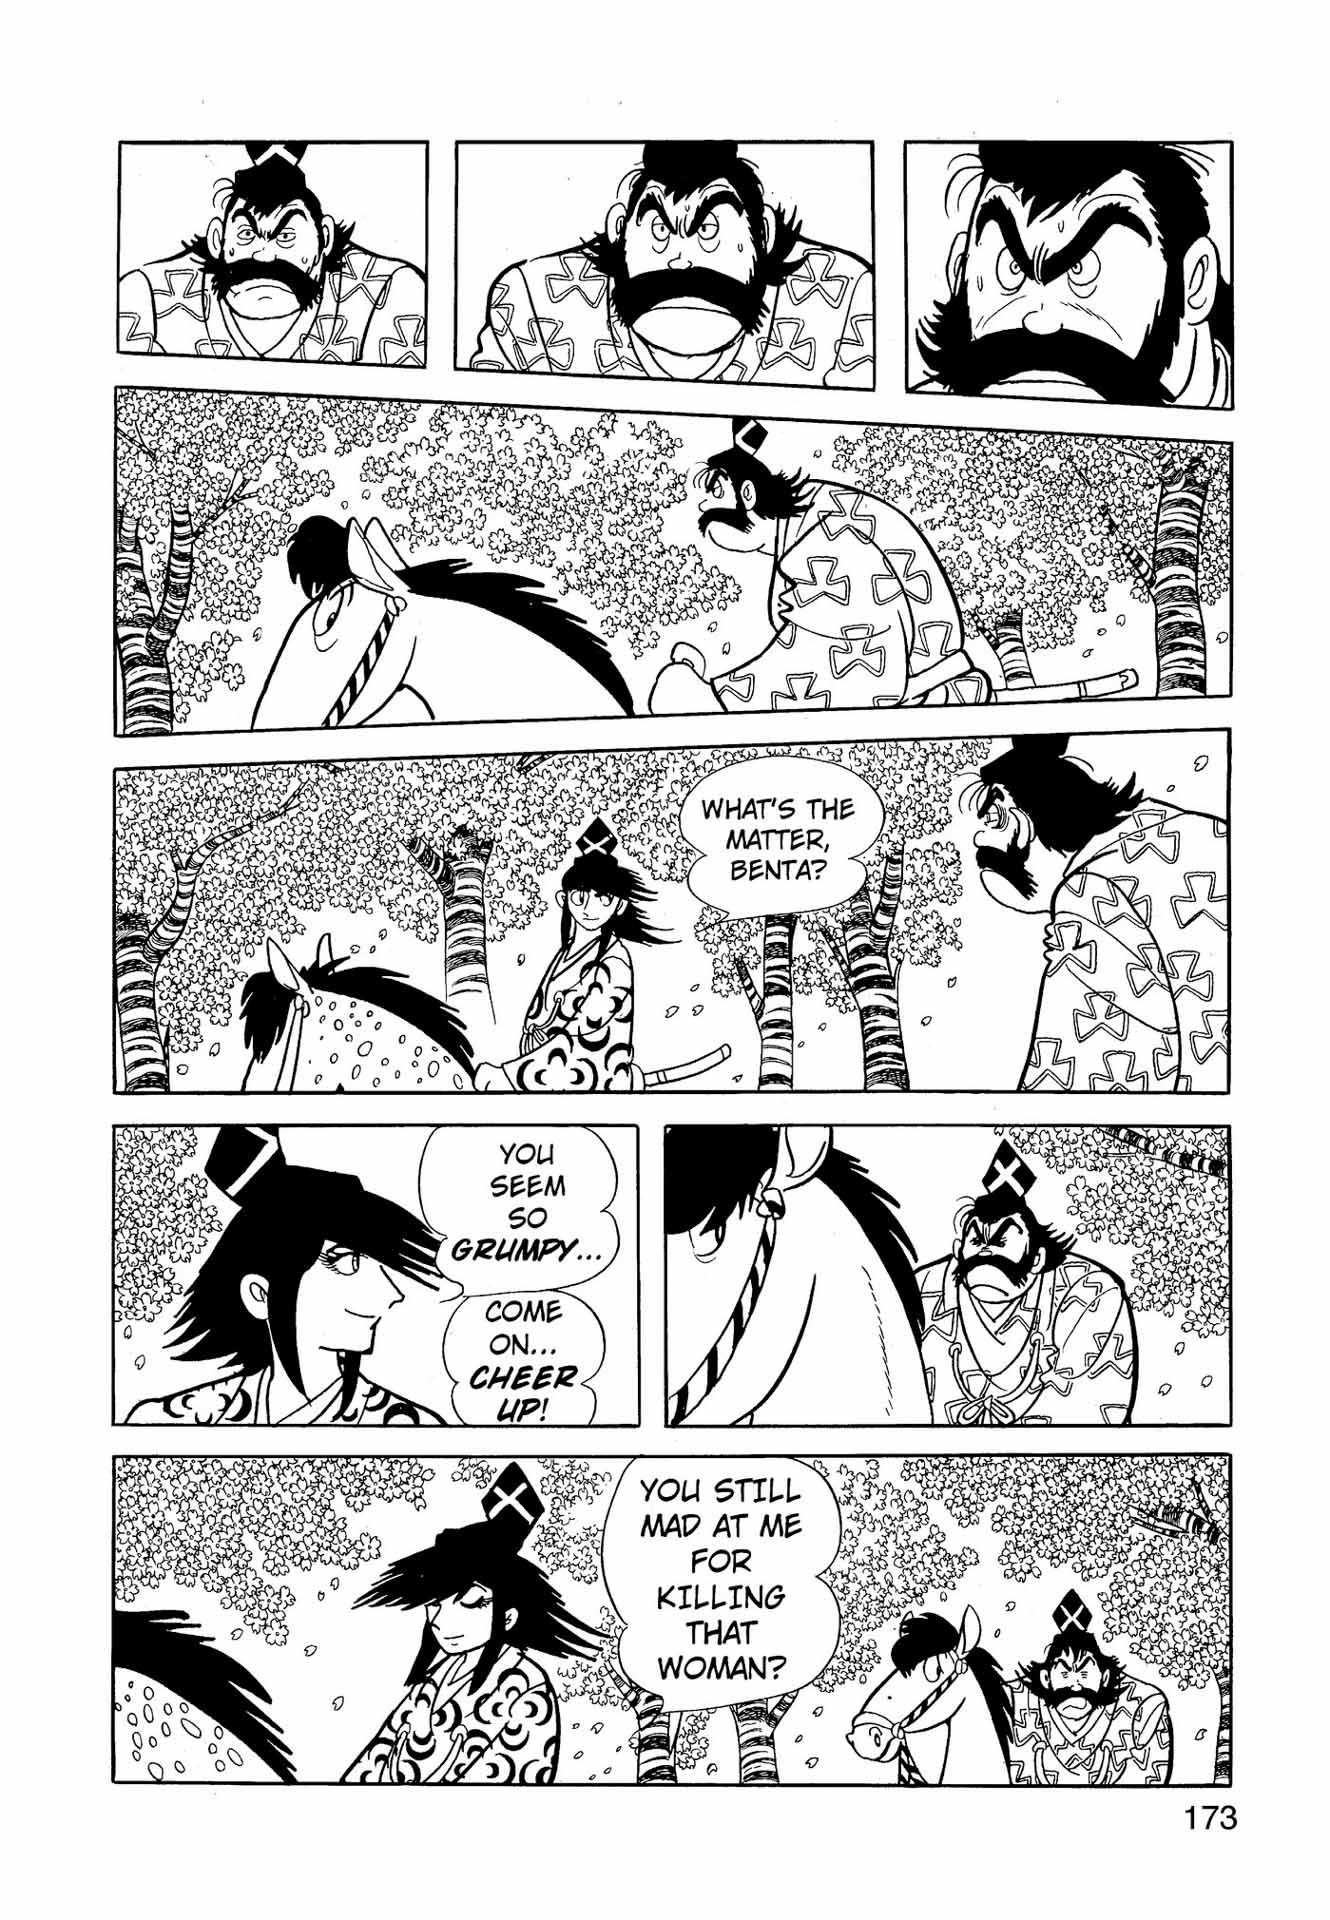 WHAT'S THE
MATTER,
BENTA?
YOU
SEEM
SO
GRUMPY...
COME
ON...
CHEER
UP!
YOU STILL
MAD AT ME
FOR
KILLING
THAT
WOMAN?
173